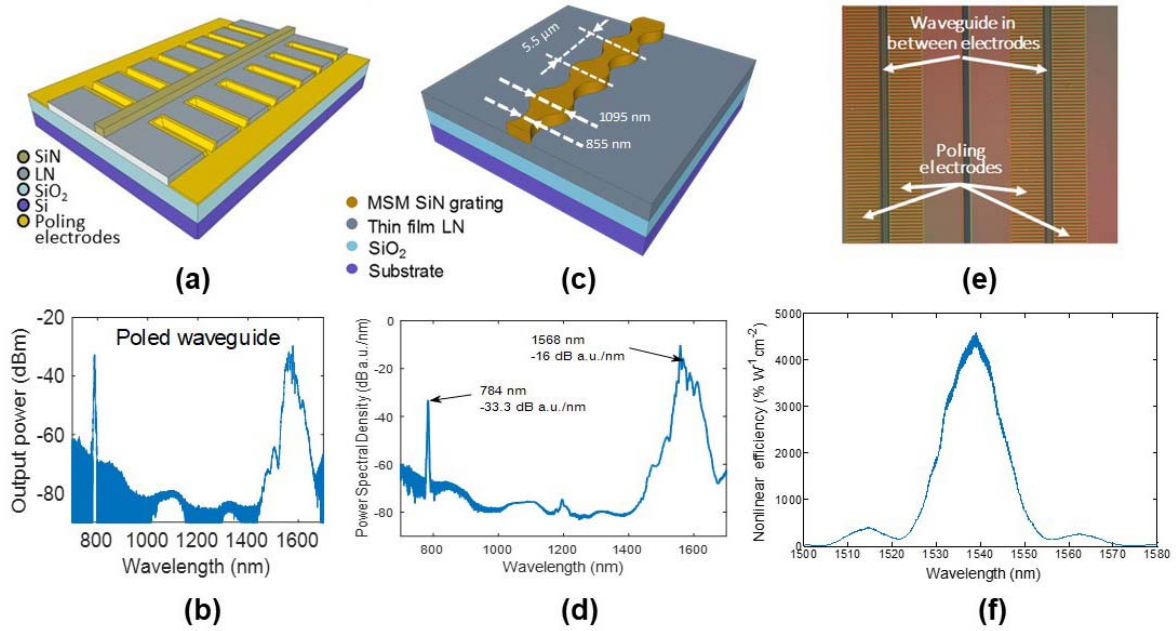 SiN
LN
SiO2
Si
Poling
electrodes
(a)
5.5 μm
1095 nm
855 nm
MSM SiN grating
Thin film LN
SiO2
Substrate
(c)
Waveguide in
between electrodes
Poling
electrodes
(e)
Poled waveguide
Output power (dBm)
-20
-40
-60
-80
800 1000 1200 1400 1600
Wavelength (nm)
(b)
Power Spectral Density (dB a.u./nm)
0
-20
-40
-60
-80
1568 nm
-16 dB a.u./nm
784 nm
-33.3 dB a.u./nm
800 1000 1200 1400 1600
Wavelength (nm)
(d)
Nonlinear efficiency (% W-1 cm-2)
5000
4000
3000
2000
1000
0
1500 1510 1520 1530 1540 1550 1560 1570 1580
Wavelength (nm)
(f)